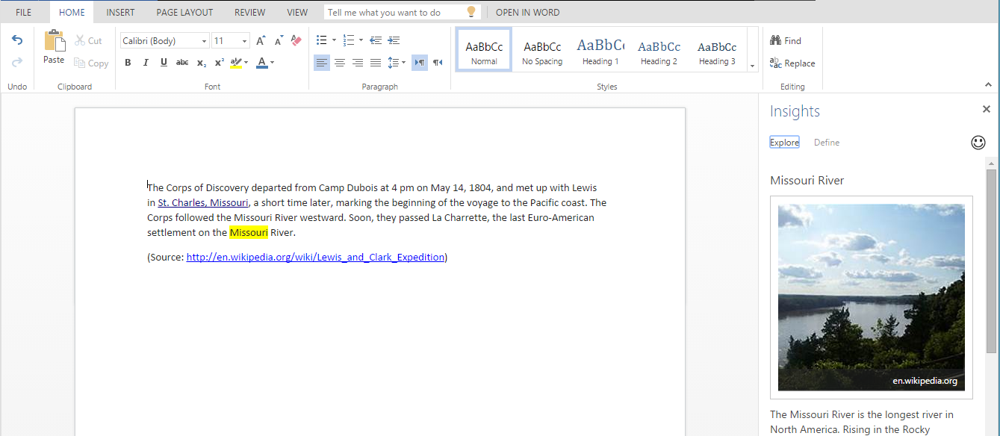 FILE HOME INSERT PAGE LAYOUT REVIEW VIEW Tell me what you want to do OPEN IN WORD
Paste
Cut
Copy
Calibri (Body) 11
B I U abc x₂ x² aby A
AaBbCc AaBbCc AaBbCc AaBbCc AaBbCc
Normal No Spacing Heading 1 Heading 2 Heading 3
Find
Replace
Undo Clipboard Font Paragraph Styles Editing
Insights
Explore Define
The Corps of Discovery departed from Camp Dubois at 4 pm on May 14, 1804, and met up with Lewis
in St. Charles, Missouri, a short time later, marking the beginning of the voyage to the Pacific coast. The
Corps followed the Missouri River westward. Soon, they passed La Charrette, the last Euro-American
settlement on the Missouri River.
(Source: http://en.wikipedia.org/wiki/Lewis_and_Clark_Expedition)
Missouri River
en.wikipedia.org
The Missouri River is the longest river in
North America. Rising in the Rocky